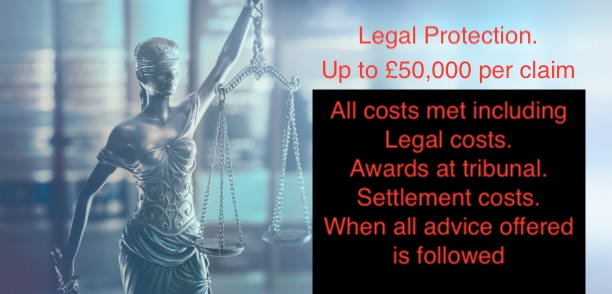 Legal Protection.
Up to £50,000 per claim
All costs met including
Legal costs.
Awards at tribunal.
Settlement costs.
When all advice offered
is followed